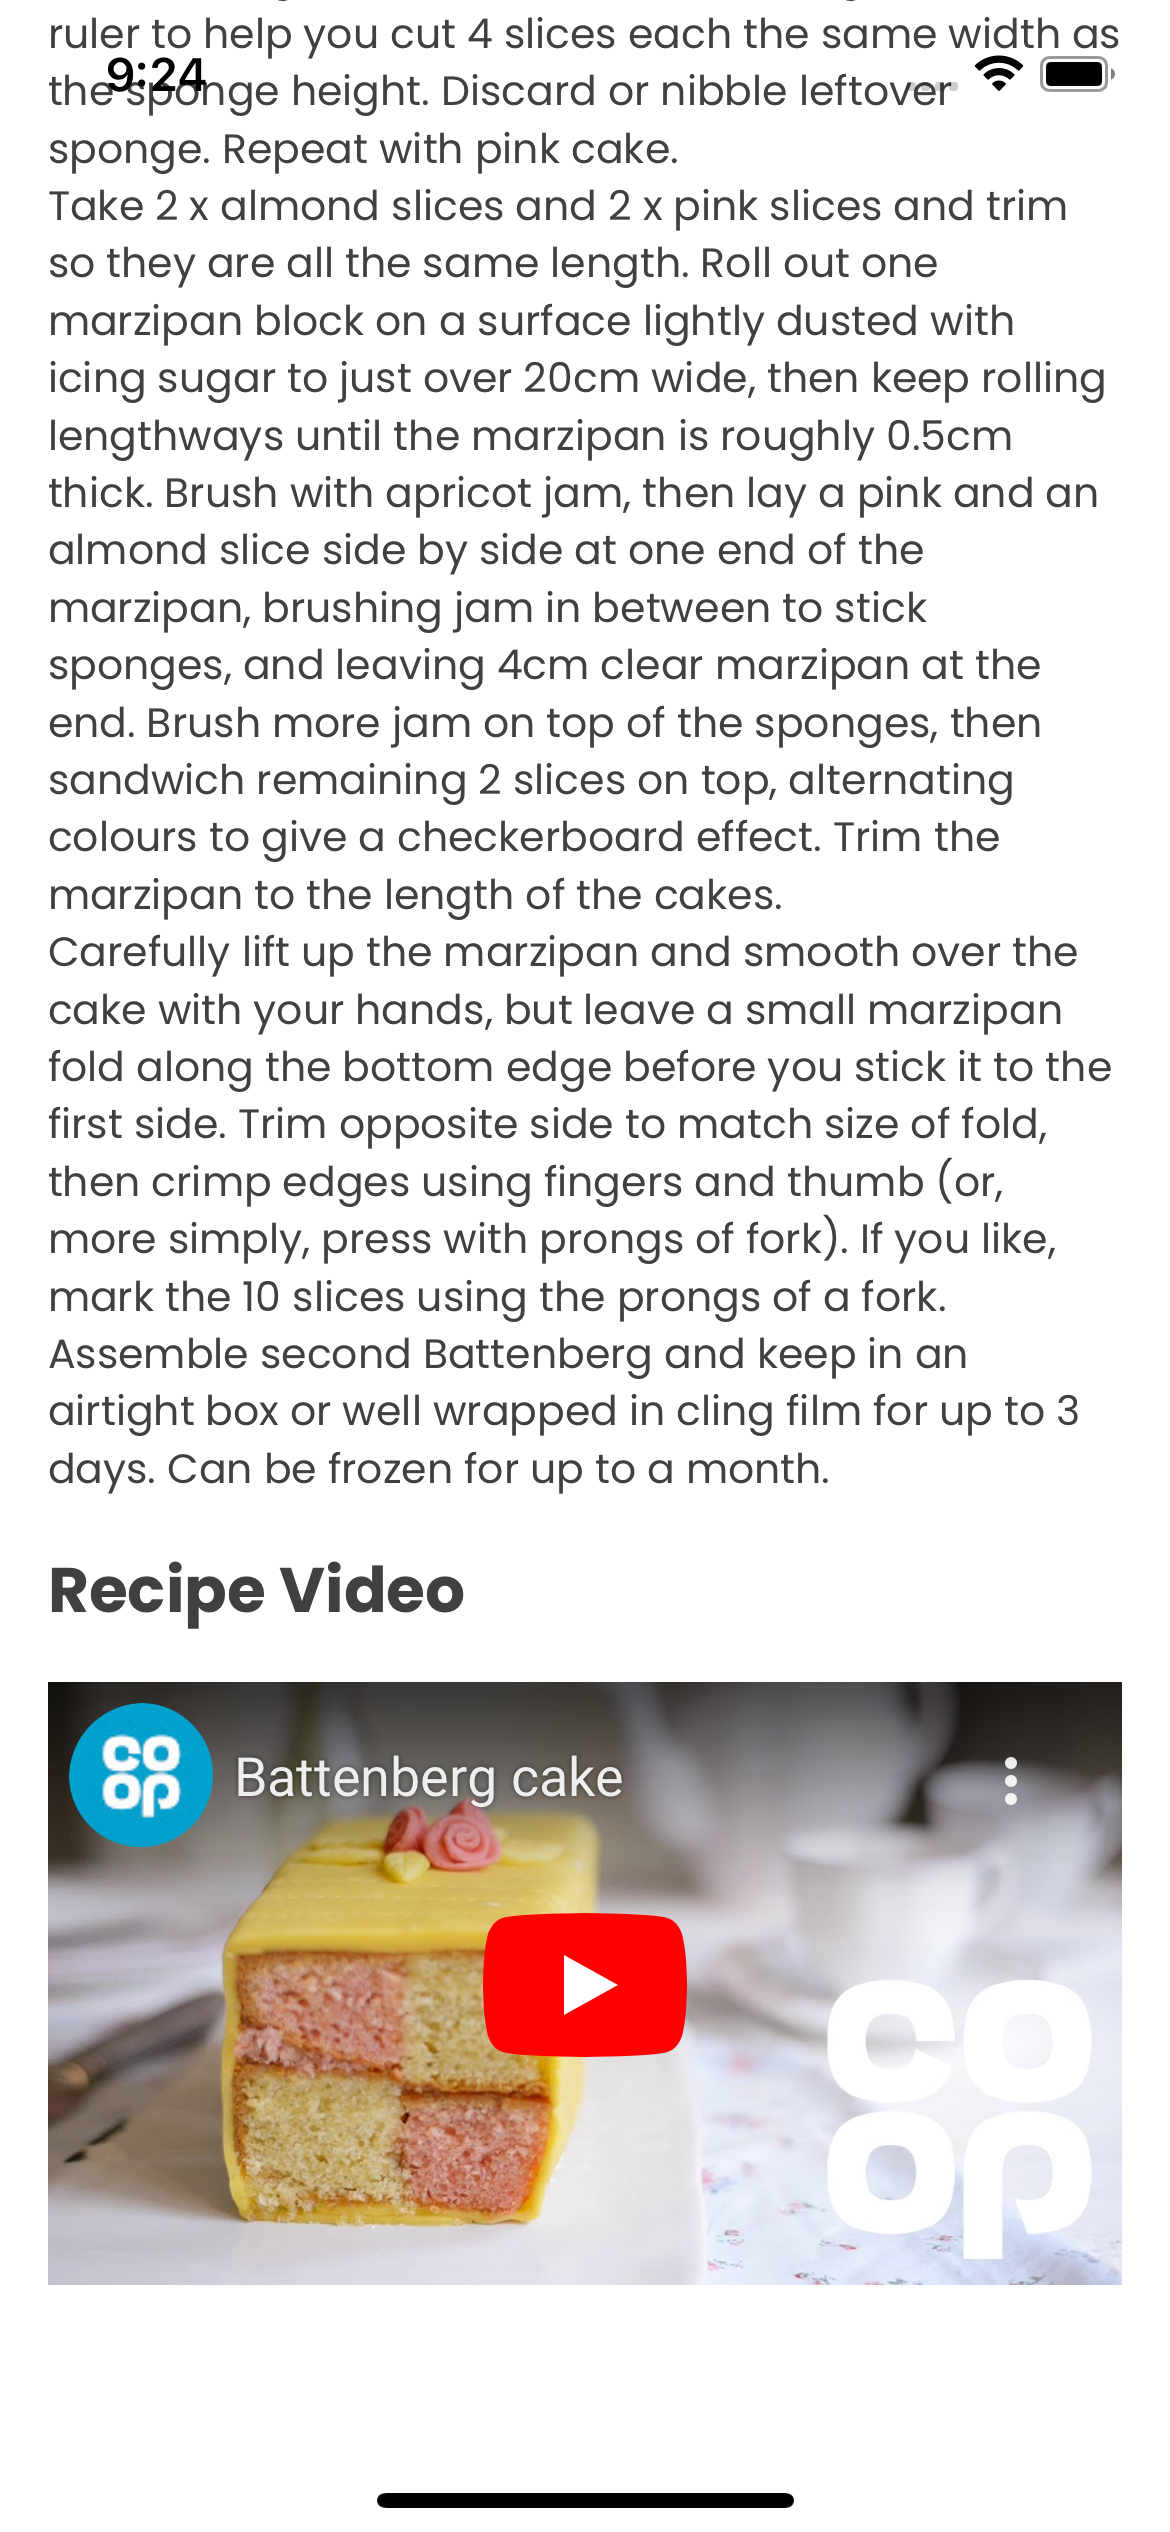 ruler to help you cut 4 slices each the same width as
9:24
the sponge height. Discard or nibble leftover
sponge. Repeat with pink cake.
Take 2 x almond slices and 2 x pink slices and trim
so they are all the same length. Roll out one
marzipan block on a surface lightly dusted with
icing sugar to just over 20cm wide, then keep rolling
lengthways until the marzipan is roughly 0.5cm
thick. Brush with apricot jam, then lay a pink and an
almond slice side by side at one end of the
marzipan, brushing jam in between to stick
sponges, and leaving 4cm clear marzipan at the
end. Brush more jam on top of the sponges, then
sandwich remaining 2 slices on top, alternating
colours to give a checkerboard effect. Trim the
marzipan to the length of the cakes.
Carefully lift up the marzipan and smooth over the
cake with your hands, but leave a small marzipan
fold along the bottom edge before you stick it to the
first side. Trim opposite side to match size of fold,
then crimp edges using fingers and thumb (or,
more simply, press with prongs of fork). If you like,
mark the 10 slices using the prongs of a fork.
Assemble second Battenberg and keep in an
airtight box or well wrapped in cling film for up to 3
days. Can be frozen for up to a month.
Recipe Video
co
op
Battenberg cake
co
op